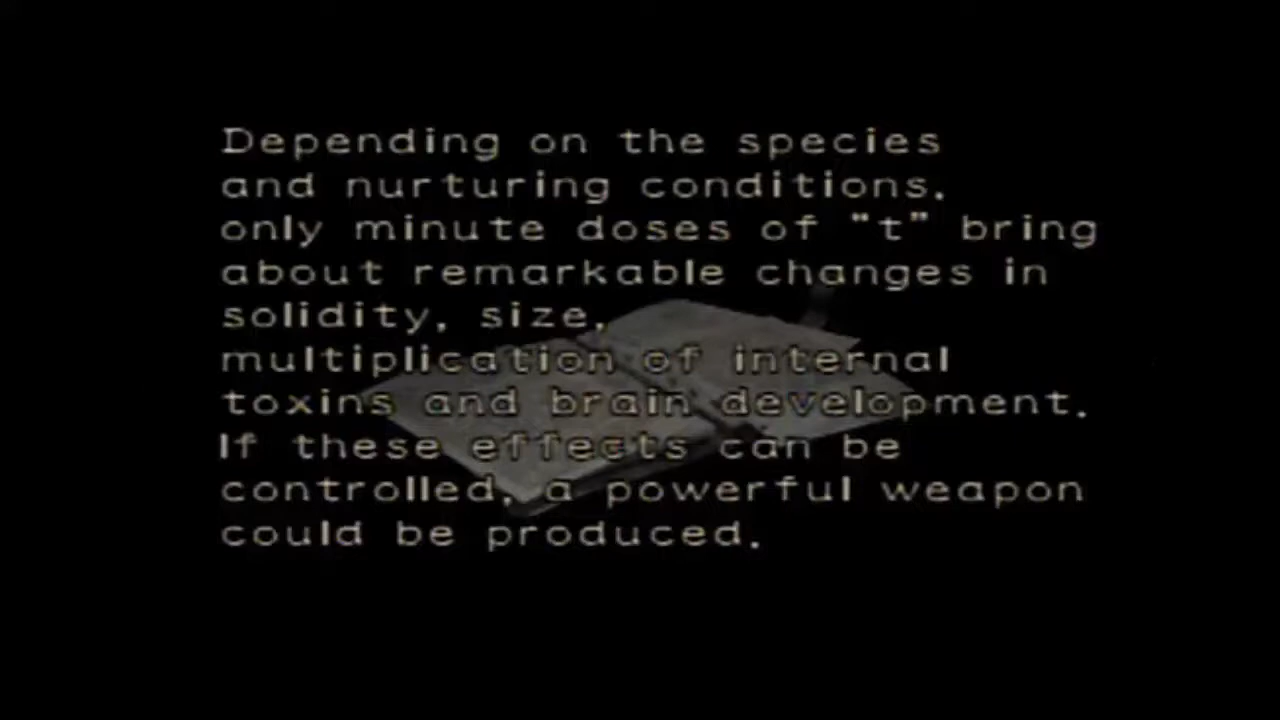 Depending on the species
and nurturing conditions,
only minute doses of "t" bring
about remarkable changes in
solidity, size,
multiplication of internal
toxins and brain development.
If these effects can be
controlled, a powerful weapon
could be produced.